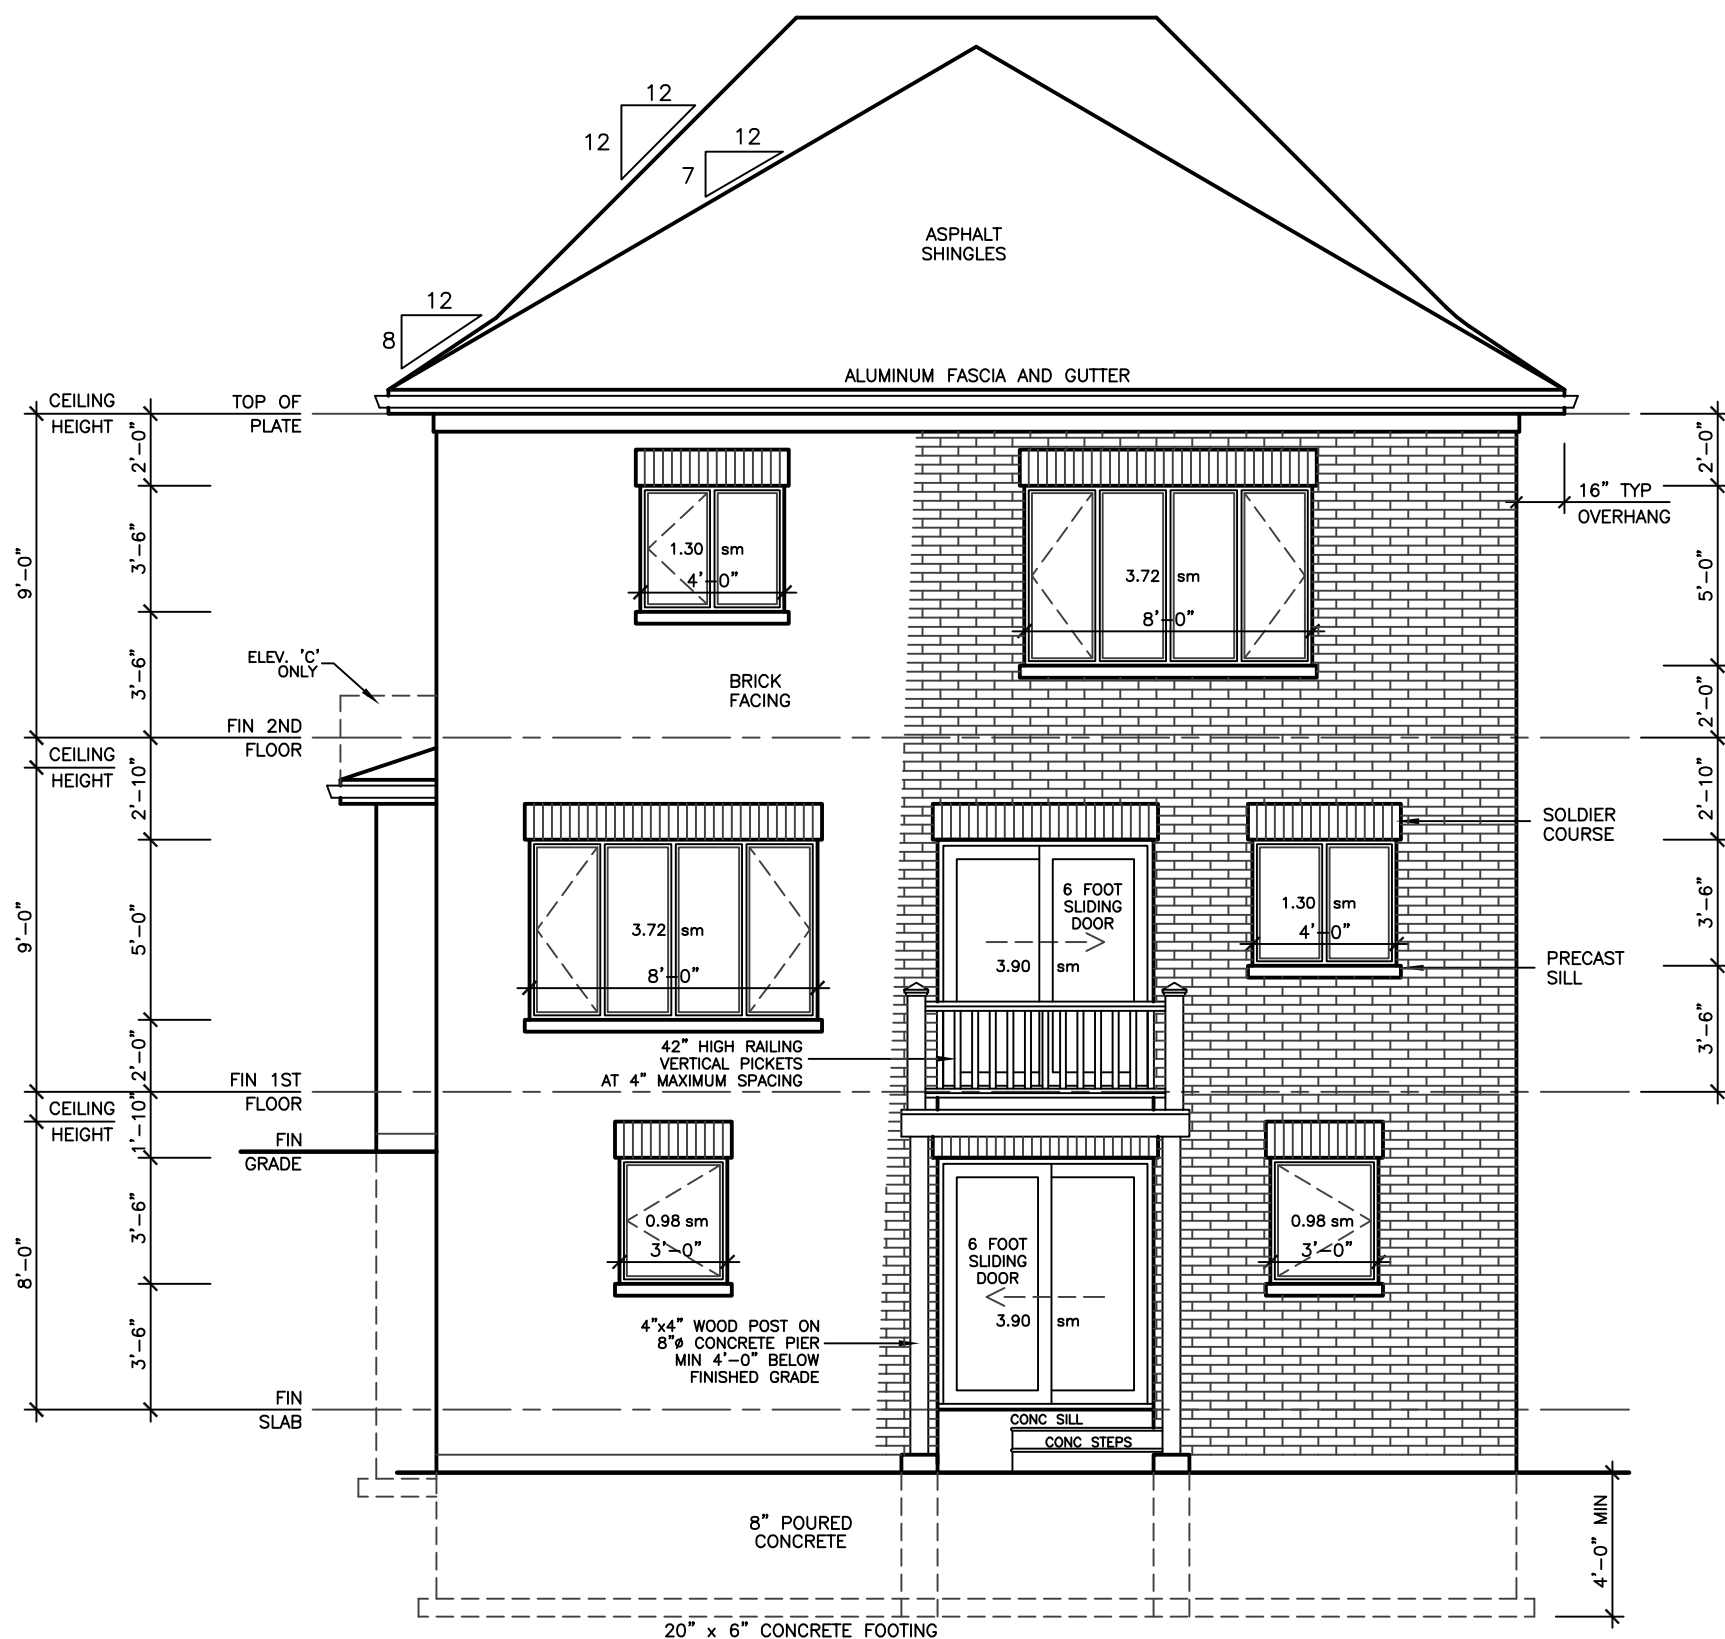 12
12
12
7
ASPHALT
SHINGLES
12
8
ALUMINUM FASCIA AND GUTTER
CEILING
HEIGHT
TOP OF
PLATE
2'-0"
2'-0"
16" TYP
OVERHANG
1.30 sm
4'-0"
3.72 sm
8'-0"
9'-0"
3'-6"
5'-0"
3'-6"
ELEV. 'C'
ONLY
BRICK
FACING
2'-0"
FIN 2ND
FLOOR
CEILING
HEIGHT
2'-10"
2'-10"
SOLDIER
COURSE
6 FOOT
SLIDING
DOOR
3.90 sm
1.30 sm
4'-0"
3.72 sm
8'-0"
9'-0"
5'-0"
3'-6"
PRECAST
SILL
3'-6"
2'-0"
42" HIGH RAILING
VERTICAL PICKETS
AT 4" MAXIMUM SPACING
FIN 1ST
FLOOR
CEILING
HEIGHT
1'-10"
FIN
GRADE
3'-6"
0.98 sm
3'-0"
6 FOOT
SLIDING
DOOR
3.90 sm
0.98 sm
3'-0"
8'-0"
3'-6"
4"x4" WOOD POST ON
8"ø CONCRETE PIER
MIN 4'-0" BELOW
FINISHED GRADE
FIN
SLAB
CONC SILL
CONC STEPS
8" POURED
CONCRETE
4'-0" MIN
20" x 6" CONCRETE FOOTING